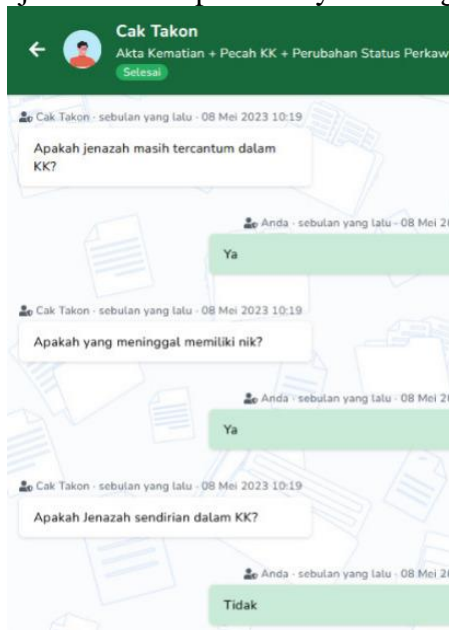 Cak Takon
Akta Kematian + Pecah KK + Perubahan Status
Selesai
Cak Takon - sebulan yang lalu - 08 Mei 2023 10:19
Apakah jenazah masih tercantum dalam
KK?
Anda - sebulan yang lalu - 08 Mei
Ya
Cak Takon - sebulan yang lalu - 08 Mei 2023 10:19
Apakah yang meninggal memiliki nik?
Anda - sebulan yang lalu - 08 Mei
Ya
Cak Takon - sebulan yang lalu - 08 Mei 2023 10:19
Apakah Jenazah sendirian dalam KK?
Anda - sebulan yang lalu - 08 Mei
Tidak